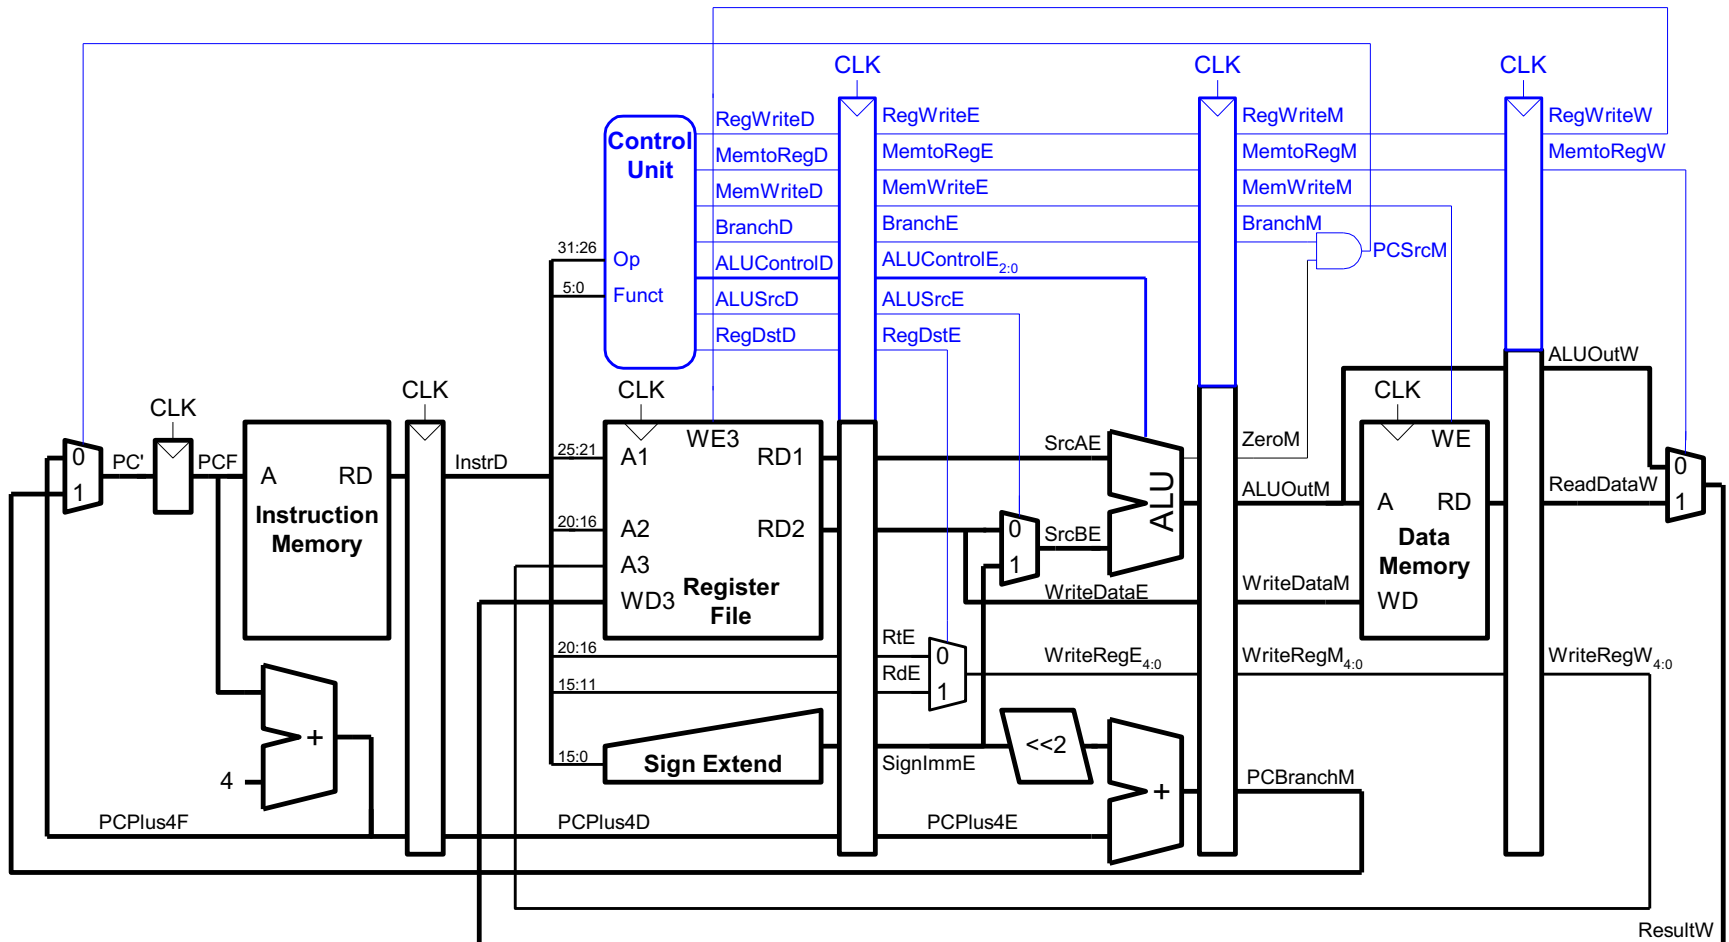 CLK CLK CLK
Control Unit
RegWriteD RegWriteE RegWriteM RegWriteW
MemtoRegD MemtoRegE MemtoRegM MemtoRegW
MemWriteD MemWriteE MemWriteM
BranchD BranchE BranchM
31:26 Op ALUControlD ALUControlE2:0 PCSrcM
5:0 Funct ALUSrcD ALUSrcE
RegDstD RegDstE
ALUOutW
CLK CLK CLK CLK
WE3 ZeroM WE
0 PC' PCF A RD InstrD 25:21 A1 RD1 SrcAE 0
1 Instruction Memory ALU ALUOutM A RD ReadDataW 1
20:16 A2 RD2 0 SrcBE Data Memory
A3 1
WD3 Register File WriteDataE WriteDataM WD
20:16 RtE 0 WriteRegE4:0 WriteRegM4:0 WriteRegW4:0
15:11 RdE 1
+ <<2
15:0 Sign Extend SignImmE PCBranchM
4 +
PCPlus4F PCPlus4D PCPlus4E
ResultW